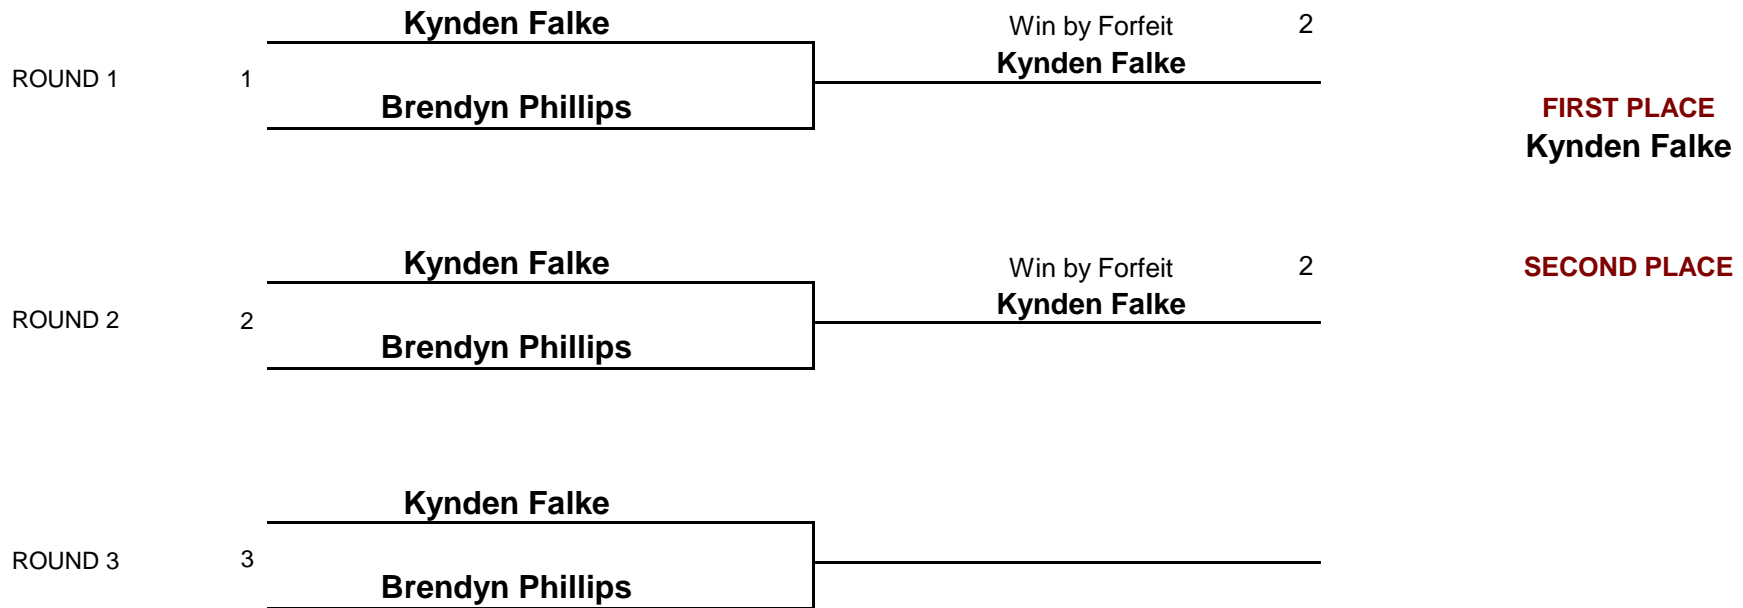 Kynden Falke
Win by Forfeit 2
Kynden Falke
ROUND 1 1
Brendyn Phillips
FIRST PLACE
Kynden Falke
Kynden Falke
Win by Forfeit 2
SECOND PLACE
Kynden Falke
ROUND 2 2
Brendyn Phillips
Kynden Falke
ROUND 3 3
Brendyn Phillips